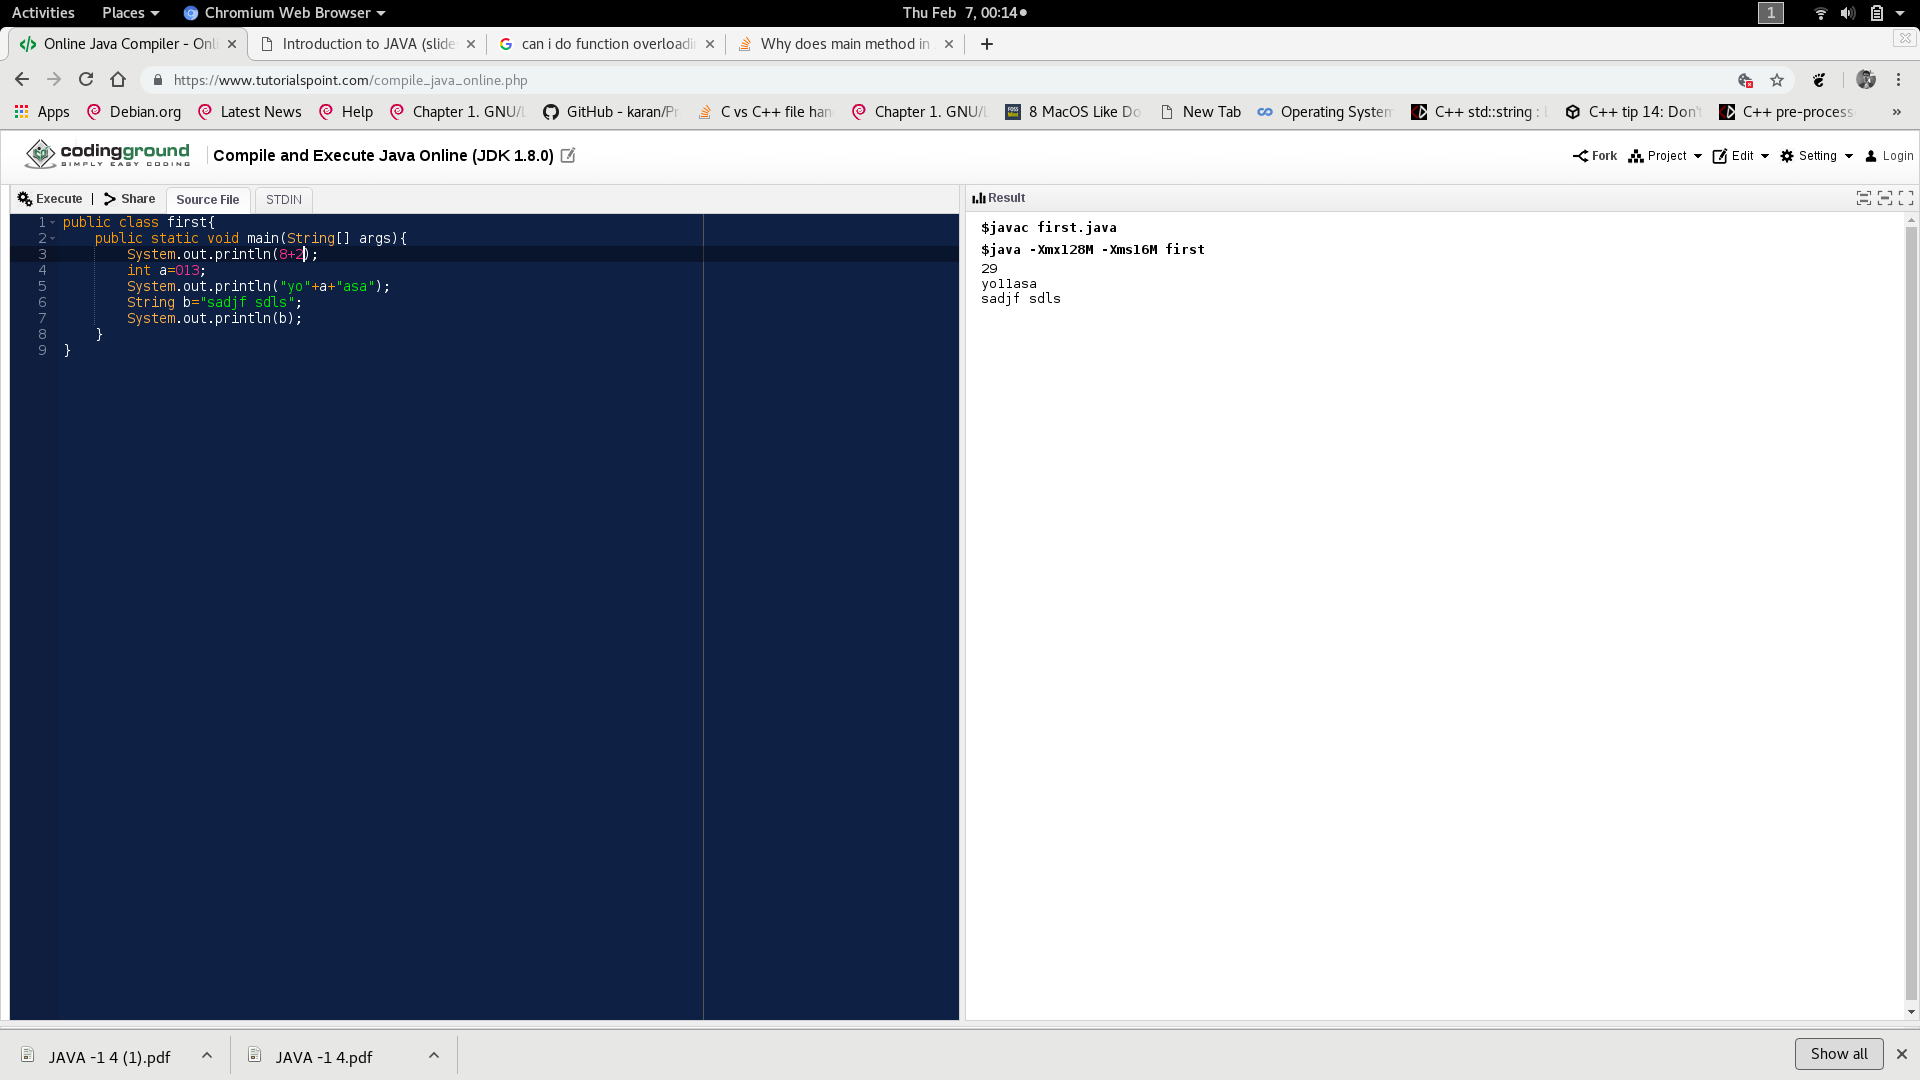 Activities Places Chromium Web Browser Thu Feb 7, 00:14 1
Online Java Compiler - Onl Introduction to JAVA (slide can i do function overloadi Why does main method in
https://www.tutorialspoint.com/compile_java_online.php
Apps Debian.org Latest News Help Chapter 1. GNU/L GitHub - karan/Pr C vs C++ file han Chapter 1. GNU/L 8 MacOS Like Do New Tab Operating System C++ std::string : C++ tip 14: Don't C++ pre-process »
codingground
SIMPLY EASY CODING
Compile and Execute Java Online (JDK 1.8.0) Fork Project Edit Setting Login
Execute | Share Source File STDIN
1 public class first{
2 public static void main(String[] args){
3 System.out.println(8+2);
4 int a=013;
5 System.out.println("yo"+a+"asa");
6 String b="sadjf sdls";
7 System.out.println(b);
8 }
9 }
Result
$javac first.java
$java -Xmx128M -Xms16M first
29
yo11asa
sadjf sdls
JAVA -1 4 (1).pdf JAVA -1 4.pdf Show all